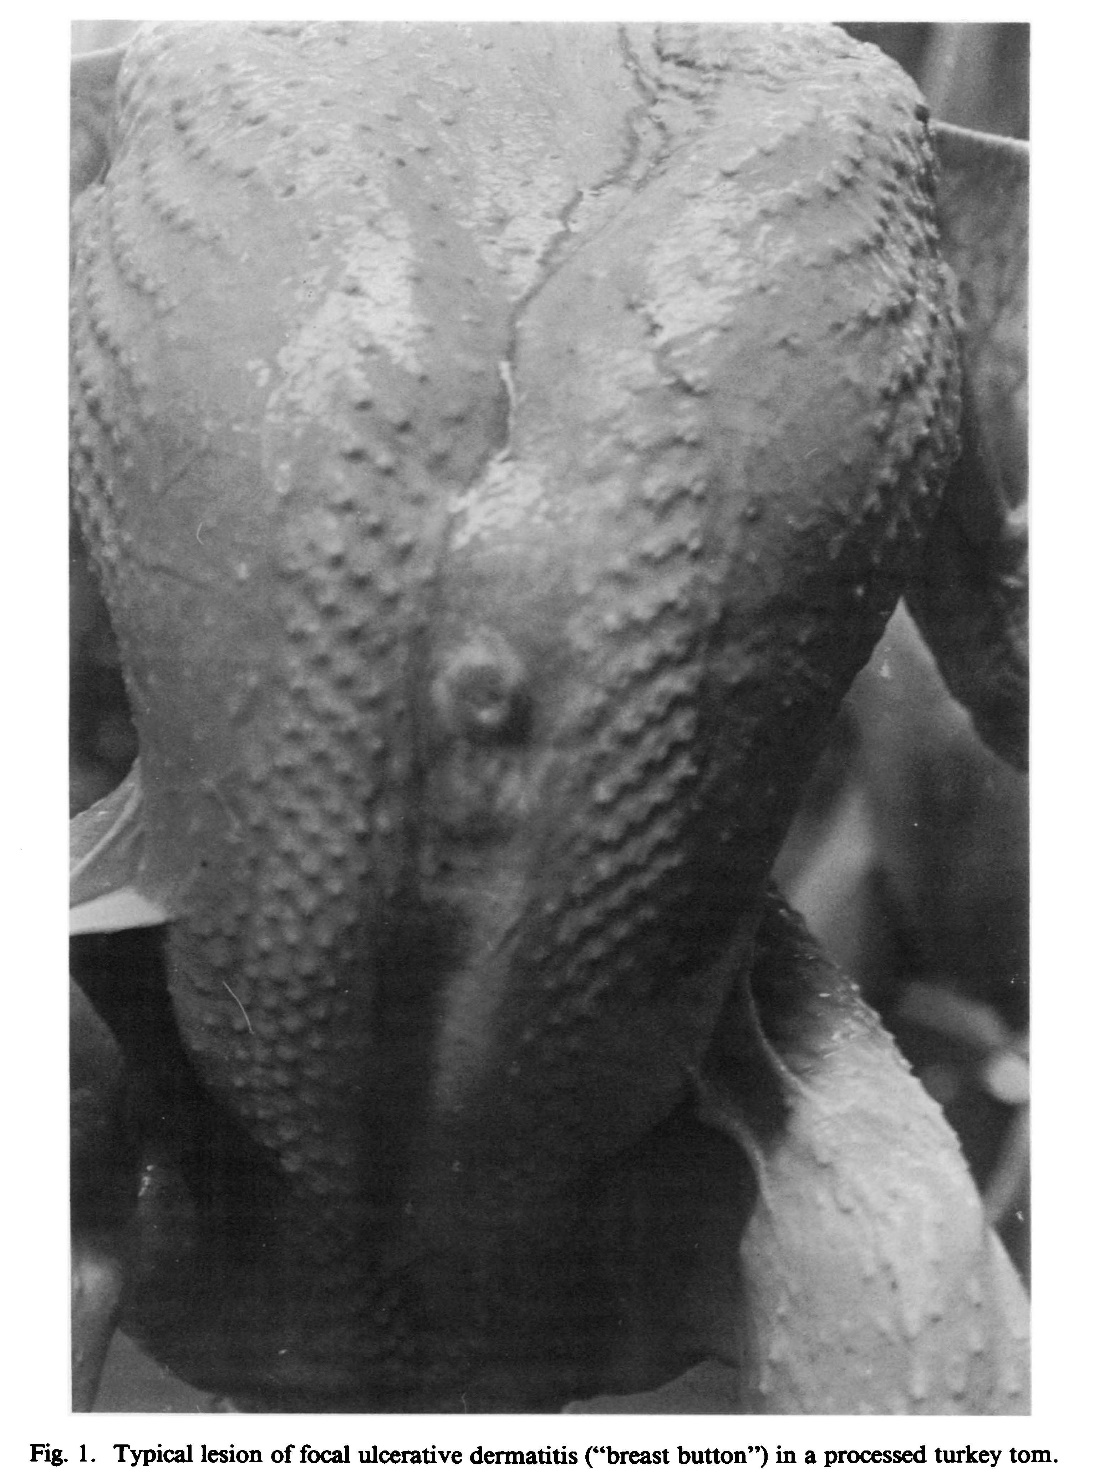 Fig. 1. Typical lesion of focal ulcerative dermatitis (“breast button”) in a processed turkey tom.